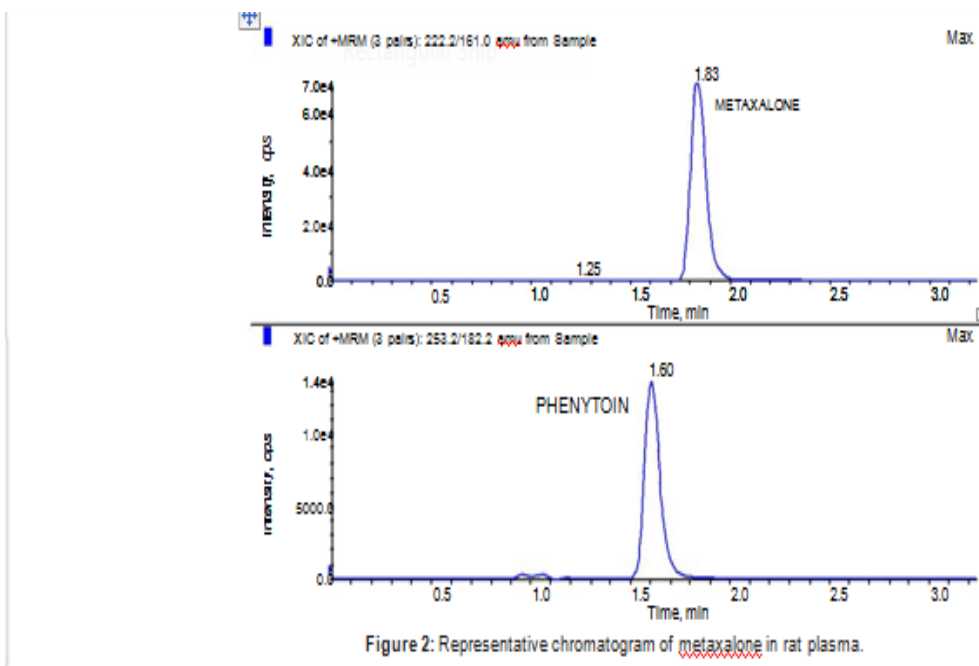 XIC of +MRM (3 pairs): 222.2/161.0 amu from Sample Max
1.83
METAXALONE
7.0e4
6.0e4
4.0e4
2.0e4
0.0
Intensity, cps
1.25
0.5 1.0 1.5 2.0 2.5 3.0
Time, min
XIC of +MRM (3 pairs): 253.2/182.2 amu from Sample Max
1.60
PHENYTOIN
1.4e4
1.0e4
5000.0
0.0
Intensity, cps
0.5 1.0 1.5 2.0 2.5 3.0
Time, min
Figure 2: Representative chromatogram of metaxalone in rat plasma.